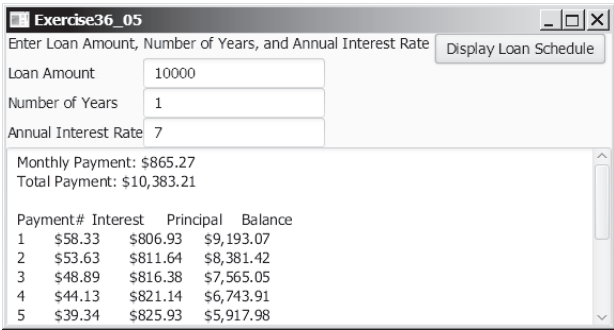 Exercise36_05
Enter Loan Amount, Number of Years, and Annual Interest Rate
Display Loan Schedule
Loan Amount 10000
Number of Years 1
Annual Interest Rate 7
Monthly Payment: $865.27
Total Payment: $10,383.21
Payment# Interest Principal Balance
1 $58.33 $806.93 $9,193.07
2 $53.63 $811.64 $8,381.42
3 $48.89 $816.38 $7,565.05
4 $44.13 $821.14 $6,743.91
5 $39.34 $825.93 $5,917.98